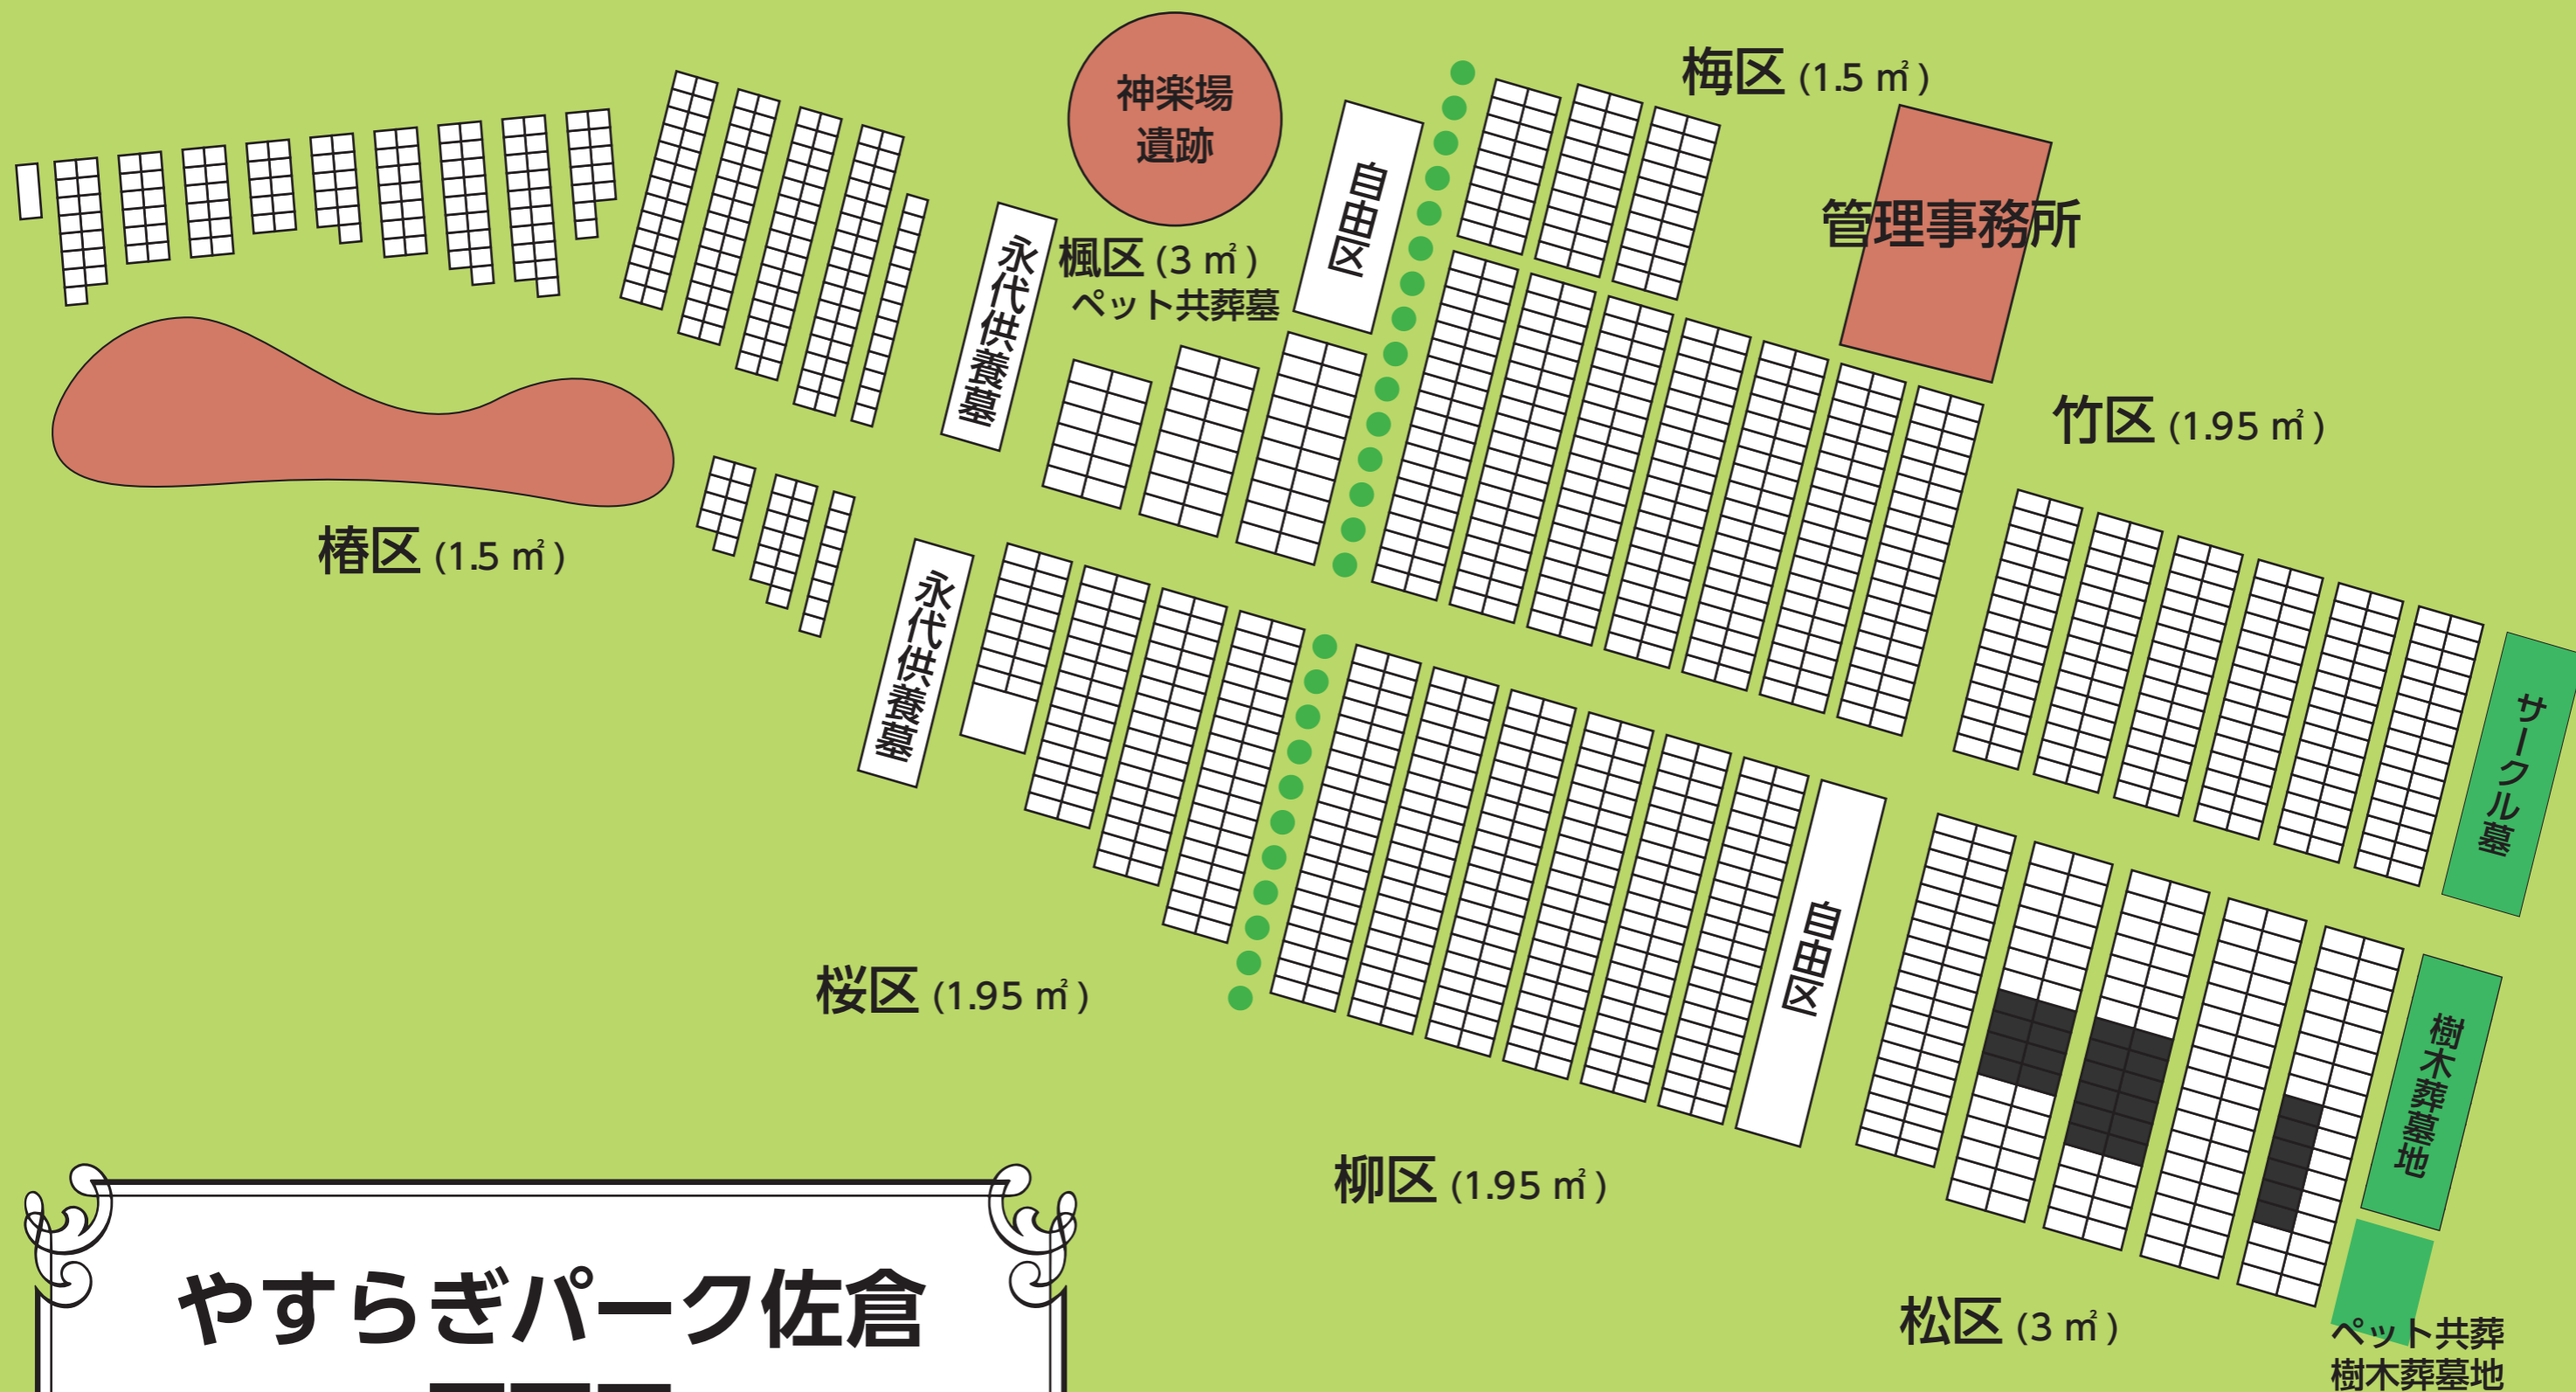 神楽場
遺跡
梅区 (1.5 ㎡)
自由区
管理事務所
永代供養墓
楓区 (3 ㎡)
ペット共葬墓
竹区 (1.95 ㎡)
椿区 (1.5 ㎡)
永代供養墓
サークル墓
自由区
桜区 (1.95 ㎡)
樹木葬墓地
柳区 (1.95 ㎡)
松区 (3 ㎡)
ペット共葬
樹木葬墓地
やすらぎパーク佐倉